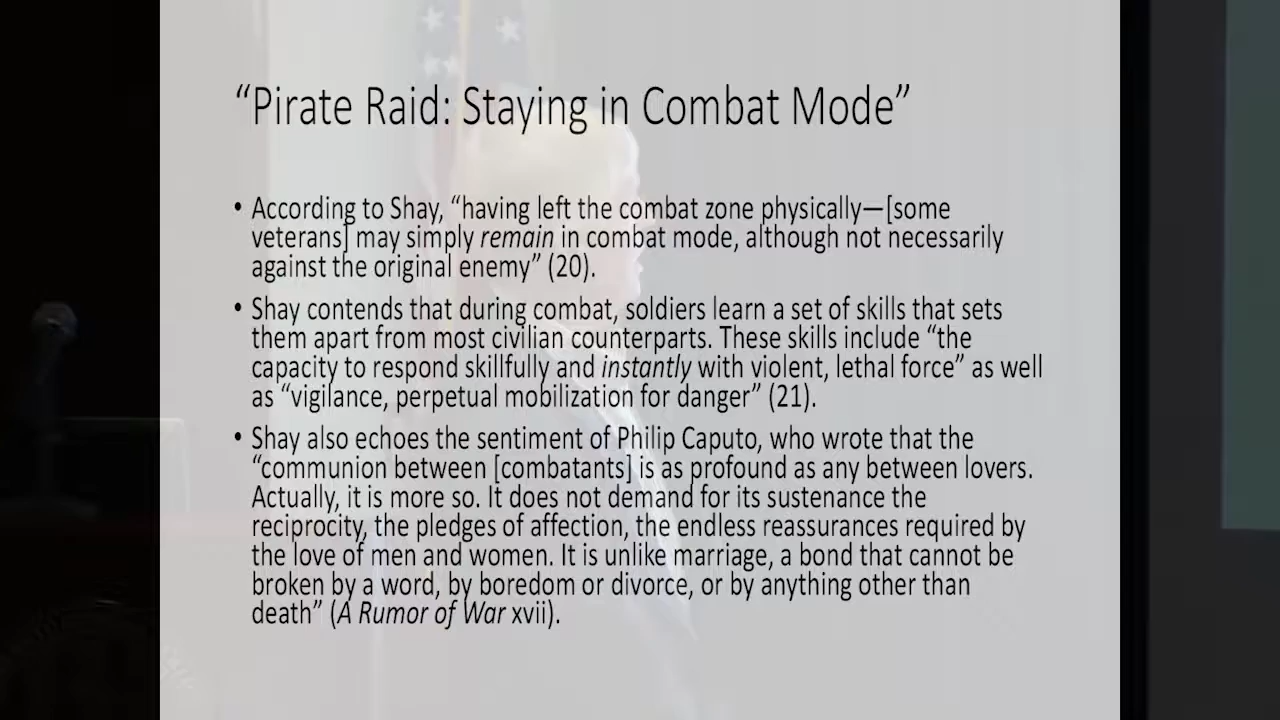 “Pirate Raid: Staying in Combat Mode”
• According to Shay, “having left the combat zone physically—[some
veterans] may simply remain in combat mode, although not necessarily
against the original enemy” (20).
• Shay contends that during combat, soldiers learn a set of skills that sets
them apart from most civilian counterparts. These skills include “the
capacity to respond skillfully and instantly with violent, lethal force” as well
as “vigilance, perpetual mobilization for danger” (21).
• Shay also echoes the sentiment of Philip Caputo, who wrote that the
“communion between [combatants] is as profound as any between lovers.
Actually, it is more so. It does not demand for its sustenance the
reciprocity, the pledges of affection, the endless reassurances required by
the love of men and women. It is unlike marriage, a bond that cannot be
broken by a word, by boredom or divorce, or by anything other than
death” (A Rumor of War xvii).